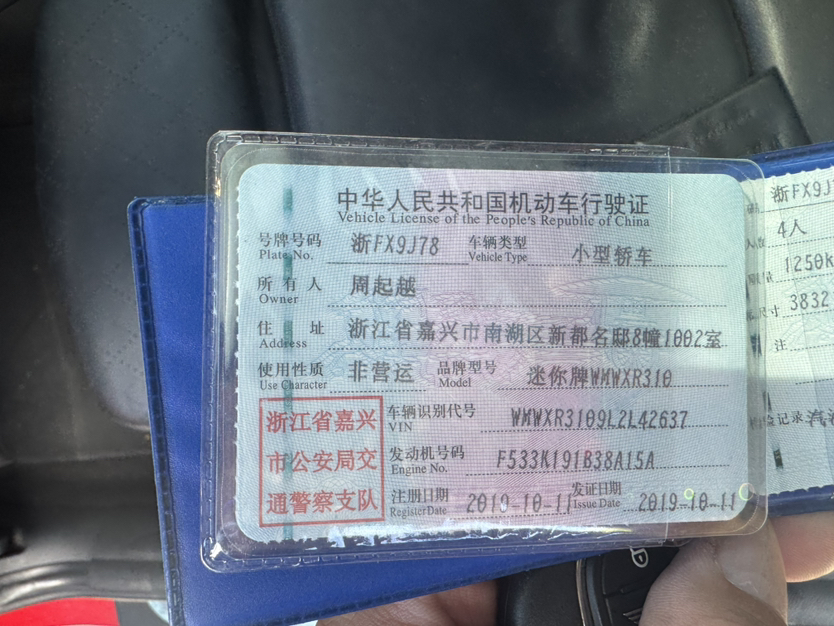 中华人民共和国机动车行驶证
Vehicle License of the People's Republic of China
号牌号码 浙FX9J78 车辆类型 小型轿车
Plate No. Vehicle Type
所有人 周起越
Owner
住址 浙江省嘉兴市南湖区新都名邸8幢1002室
Address
使用性质 非营运 品牌型号 迷你牌WMWXR310
Use Character Model
浙江省嘉兴
市公安局交
通警察支队
车辆识别代号 WMWXR3109L2L42637
VIN
发动机号码 F533K191B38A15A
Engine No.
注册日期 2019-10-11 发证日期 2019-10-11
Register Date Issue Date
浙FX9J
4人
1250k
尺寸 3832
注
记录